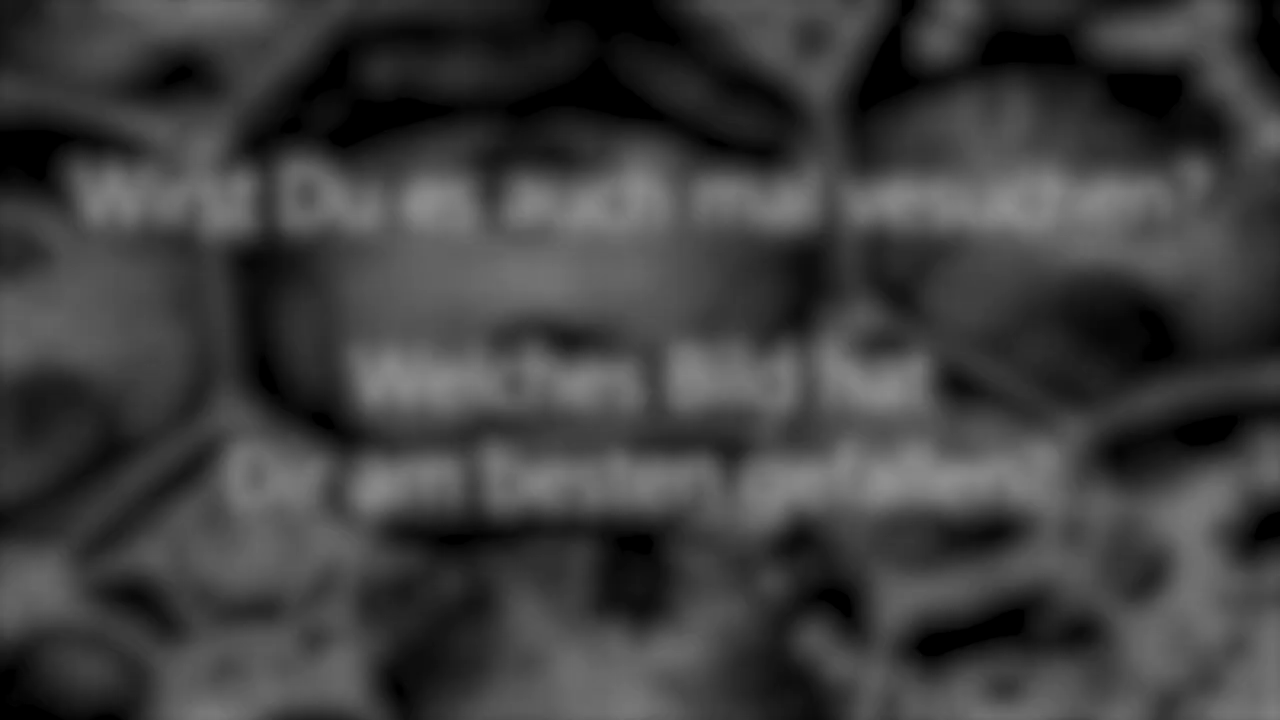 Wirst Du es auch mal versuchen?
Welches Bild hat
Dir am besten gefallen?